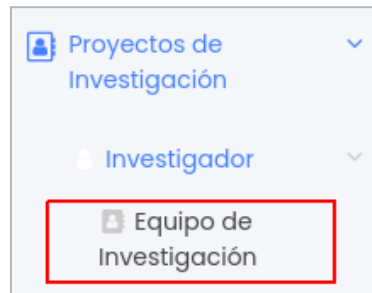 Proyectos de
Investigación
Investigador
Equipo de
Investigación